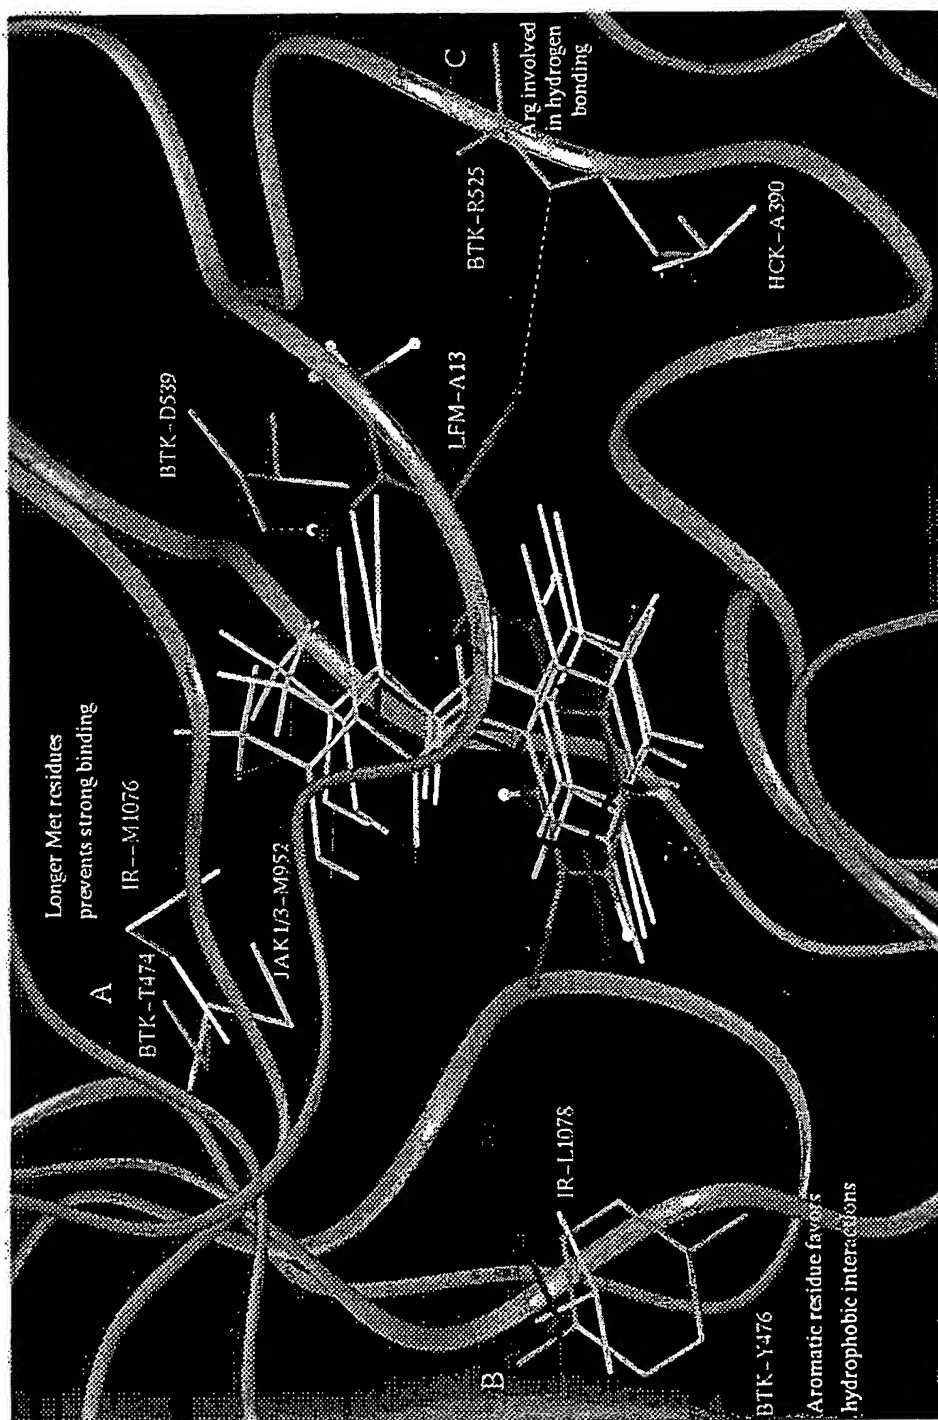 Longer Met residues
prevents strong binding
IR--M1076
A
BTK-T474
JAK1/3-M952
BTK-D539
LFM-A13
C
Arg involved
in hydrogen
bonding
BTK-R525
HCK-A390
B
IR-L1078
BTK-Y476
Aromatic residue favors
hydrophobic interactions